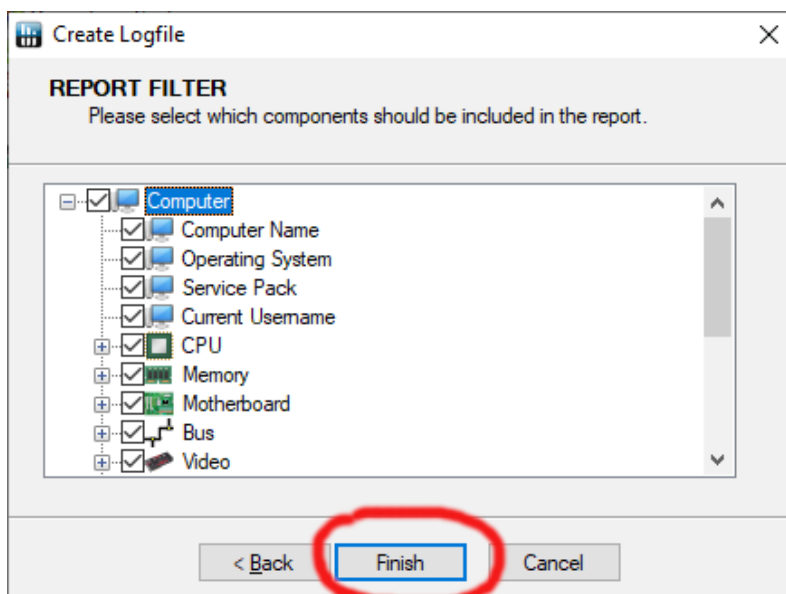 Create Logfile
REPORT FILTER
Please select which components should be included in the report.
Computer
Computer Name
Operating System
Service Pack
Current Username
CPU
Memory
Motherboard
Bus
Video
< Back Finish Cancel